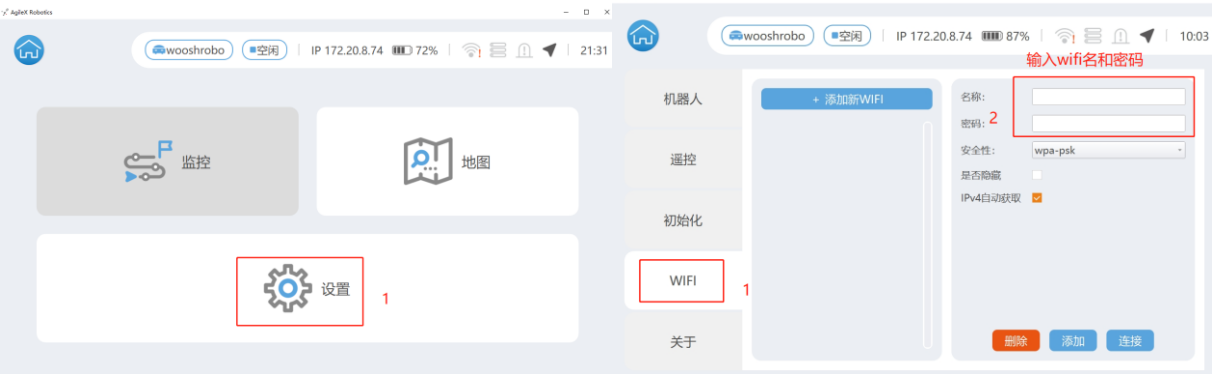 AgileX Robotics
wooshrobo 空闲 IP 172.20.8.74 72% 21:31
监控
地图
设置
1
wooshrobo 空闲 IP 172.20.8.74 87% 10:03
输入wifi名和密码
机器人
遥控
初始化
WIFI
1
关于
+ 添加新WIFI
名称:
密码: 2
安全性: wpa-psk
是否隐藏
IPv4自动获取
删除 添加 连接